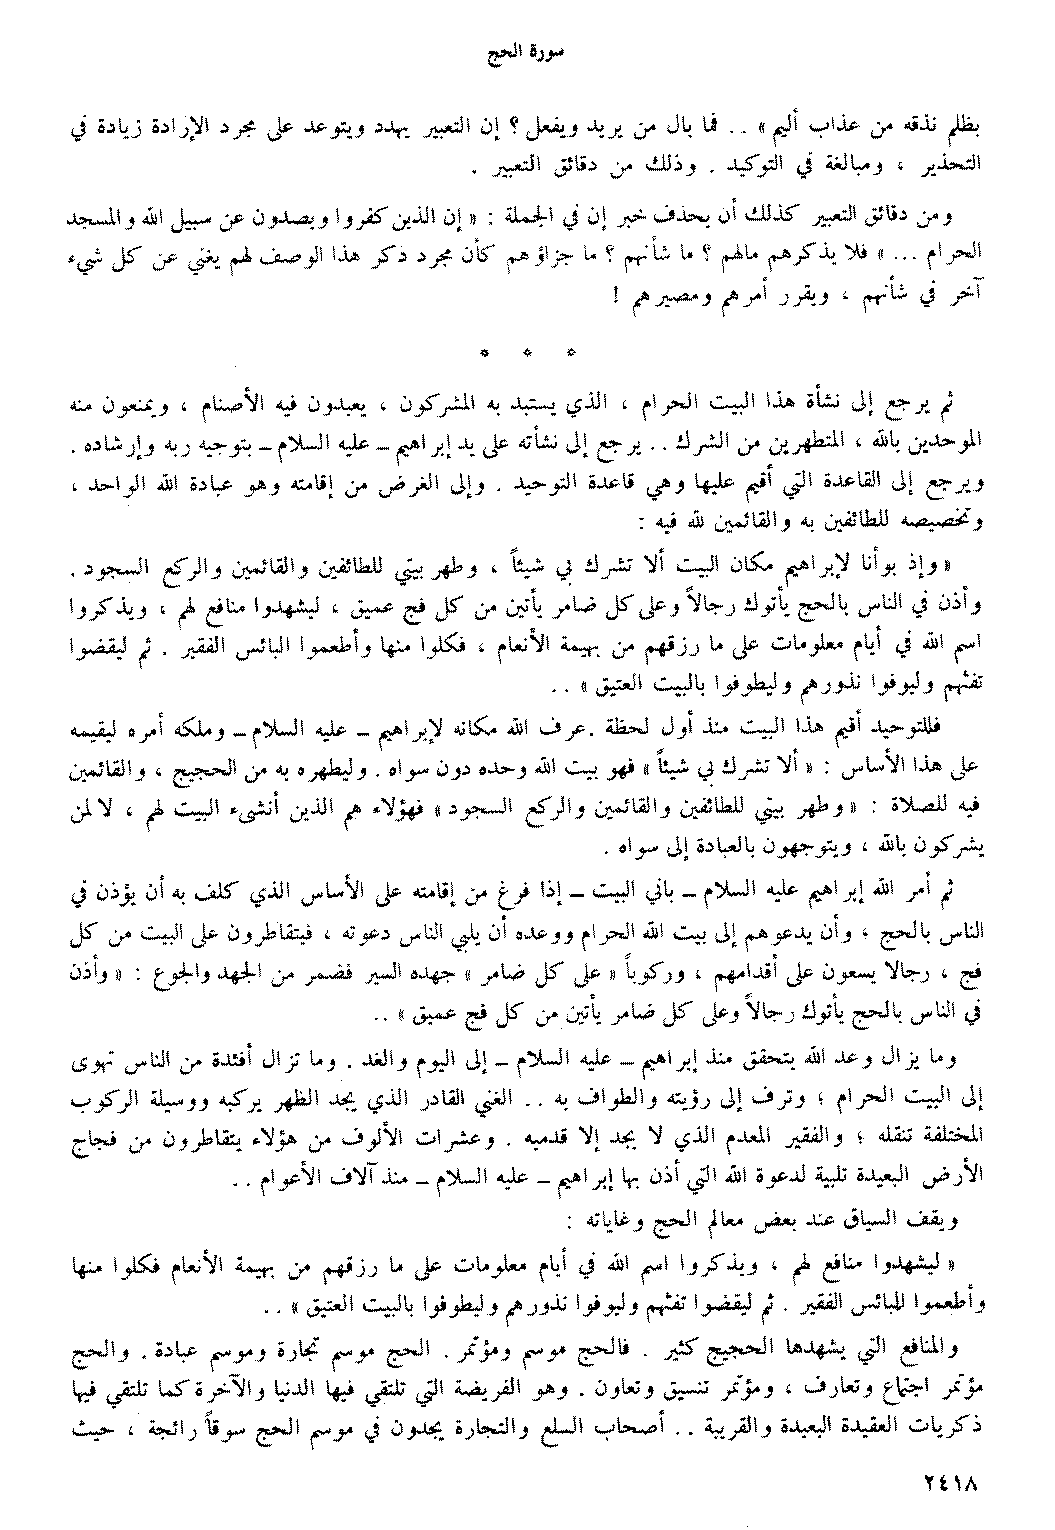 سورة الحج
بظلم نذقه من عذاب أليم » .. فما بال من يريد ويفعل ؟ إن التعبير يهدد ويتوعد على مجرد الإرادة زيادة في
التحذير ، ومبالغة في التوكيد . وذلك من دقائق التعبير .
ومن دقائق التعبير كذلك أن يحذف خبر إن في الجملة : « إن الذين كفروا ويصدون عن سبيل الله والمسجد
الحرام ... » فلا يذكرهم مالهم ؟ ما شأنهم ؟ ما جزاؤهم كأن مجرد ذكر هذا الوصف لهم يغني عن كل شيء
آخر في شأنهم ، ويقرر أمرهم ومصيرهم !
* * *
ثم يرجع إلى نشأة هذا البيت الحرام ، الذي يستبد به المشركون ، يعبدون فيه الأصنام ، ويمنعون منه
الموحدين بالله ، المتطهرين من الشرك .. يرجع إلى نشأته على يد إبراهيم – عليه السلام – بتوجيه ربه وإرشاده .
ويرجع إلى القاعدة التي أقيم عليها وهي قاعدة التوحيد . وإلى الغرض من إقامته وهو عبادة الله الواحد ،
وتخصيصه للطائفين به والقائمين لله فيه :
« وإذ بوأنا لإبراهيم مكان البيت ألا تشرك بي شيئاً ، وطهر بيتي للطائفين والقائمين والركع السجود .
وأذن في الناس بالحج يأتوك رجالاً وعلى كل ضامر يأتين من كل فج عميق ، ليشهدوا منافع لهم ، ويذكروا
اسم الله في أيام معلومات على ما رزقهم من بهيمة الأنعام ، فكلوا منها وأطعموا البائس الفقير . ثم ليقضوا
تفثهم وليوفوا نذورهم وليطوفوا بالبيت العتيق » ..
فللتوحيد أقيم هذا البيت منذ أول لحظة . عرف الله مكانه لإبراهيم – عليه السلام – وملكه أمره ليقيمه
على هذا الأساس : « ألا تشرك بي شيئاً » فهو بيت الله وحده دون سواه . وليطهره به من الحجيج ، والقائمين
فيه للصلاة : « وطهر بيتي للطائفين والقائمين والركع السجود » فهؤلاء هم الذين أنشىء البيت لهم ، لا لمن
يشركون بالله ، ويتوجهون بالعبادة إلى سواه .
ثم أمر الله إبراهيم عليه السلام – باني البيت – إذا فرغ من إقامته على الأساس الذي كلف به أن يؤذن في
الناس بالحج ؛ وأن يدعوهم إلى بيت الله الحرام ووعده أن يلبي الناس دعوته ، فيتقاطرون على البيت من كل
فج ، رجالا يسعون على أقدامهم ، وركوباً « على كل ضامر » جهده السير فضمر من الجهد والجوع : « وأذن
في الناس بالحج يأتوك رجالاً وعلى كل ضامر يأتين من كل فج عميق » ..
وما يزال وعد الله يتحقق منذ إبراهيم – عليه السلام – إلى اليوم والغد . وما تزال أفئدة من الناس تهوى
إلى البيت الحرام ؛ وترف إلى رؤيته والطواف به .. الغني القادر الذي يجد الظهر يركبه ووسيلة الركوب
المختلفة تنقله ؛ والفقير المعدم الذي لا يجد إلا قدميه . وعشرات الألوف من هؤلاء يتقاطرون من فجاج
الأرض البعيدة تلبية لدعوة الله التي أذن بها إبراهيم – عليه السلام – منذ آلاف الأعوام ..
ويقف السياق عند بعض معالم الحج وغاياته :
« ليشهدوا منافع لهم ، ويذكروا اسم الله في أيام معلومات على ما رزقهم من بهيمة الأنعام فكلوا منها
وأطعموا البائس الفقير . ثم ليقضوا تفثهم وليوفوا نذورهم وليطوفوا بالبيت العتيق » ..
والمنافع التي يشهدها الحجيج كثير . فالحج موسم ومؤتمر . الحج موسم تجارة وموسم عبادة . والحج
مؤتمر اجتماع وتعارف ، ومؤتمر تنسيق وتعاون . وهو الفريضة التي تلتقي فيها الدنيا والآخرة كما تلتقي فيها
ذكريات العقيدة البعيدة والقريبة .. أصحاب السلع والتجارة يجدون في موسم الحج سوقاً رائجة ، حيث
٢٤١٨